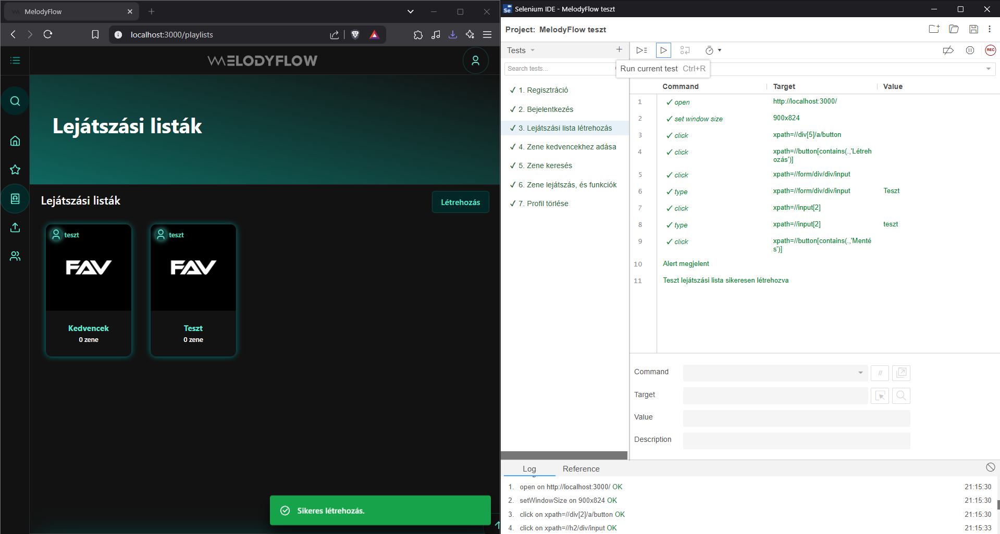 MelodyFlow
localhost:3000/playlists
MELODYFLOW
Lejátszási listák
Lejátszási listák
Létrehozás
teszt
FAV
Kedvencek
0 zene
teszt
FAV
Teszt
0 zene
Sikeres létrehozás.
Se
Selenium IDE - MelodyFlow teszt
Project: MelodyFlow teszt
Tests
REC
Search tests...
Run current test Ctrl+R
1. Regisztráció
2. Bejelentkezés
3. Lejátszási lista létrehozás
4. Zene kedvencekhez adása
5. Zene keresés
6. Zene lejátszás, és funkciók
7. Profil törlése
Command Target Value
1 open http://localhost:3000/
2 set window size 900x824
3 click xpath=//div[5]/a/button
4 click xpath=//button[contains(.,'Létreh
ozás')]
5 click xpath=//form/div/div/input
6 type xpath=//form/div/div/input Teszt
7 click xpath=//input[2]
8 type xpath=//input[2] teszt
9 click xpath=//button[contains(.,'Menté
s')]
10 Alert megjelent
11 Teszt lejátszási lista sikeresen létrehozva
Command
//
Target
Value
Description
Log Reference
1. open on http://localhost:3000/ OK 21:15:30
2. setWindowSize on 900x824 OK 21:15:30
3. click on xpath=//div[2]/a/button OK 21:15:30
4. click on xpath=//h2/div/input OK 21:15:33